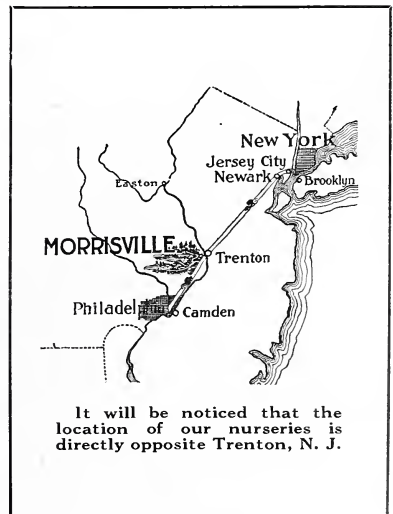 New York
Jersey City
Newark
Brooklyn
Easton
MORRISVILLE
Trenton
Philadelphia
Camden
It will be noticed that the
location of our nurseries is
directly opposite Trenton, N. J.